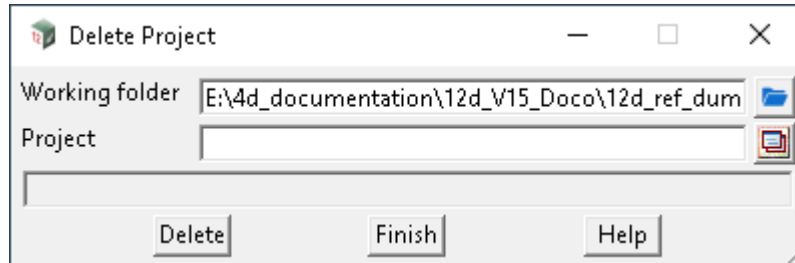 Delete Project
Working folder E:\4d_documentation\12d_V15_Doco\12d_ref_dum
Project
Delete Finish Help